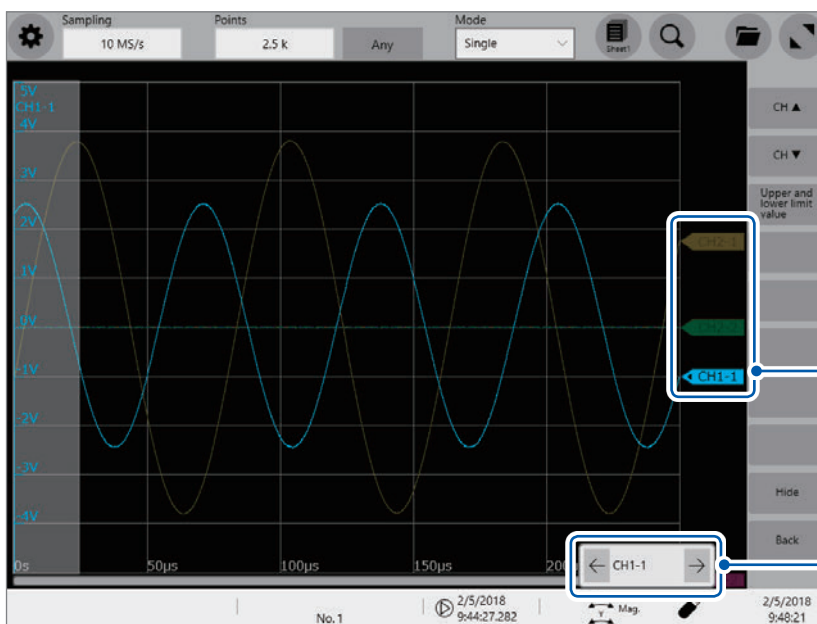 Sampling
Points
Mode
10 MS/s
2.5 k
Any
Single
Sheet1
5V
CH1-1
4V
3V
2V
1V
0V
-1V
-2V
-3V
-4V
0s
50µs
100µs
150µs
CH2-1
CH2-2
CH1-1
CH ▲
CH ▼
Upper and
lower limit
value
Hide
Back
← CH1-1 →
No. 1
2/5/2018
9:44:27.282
Y Mag.
2/5/2018
9:48:21